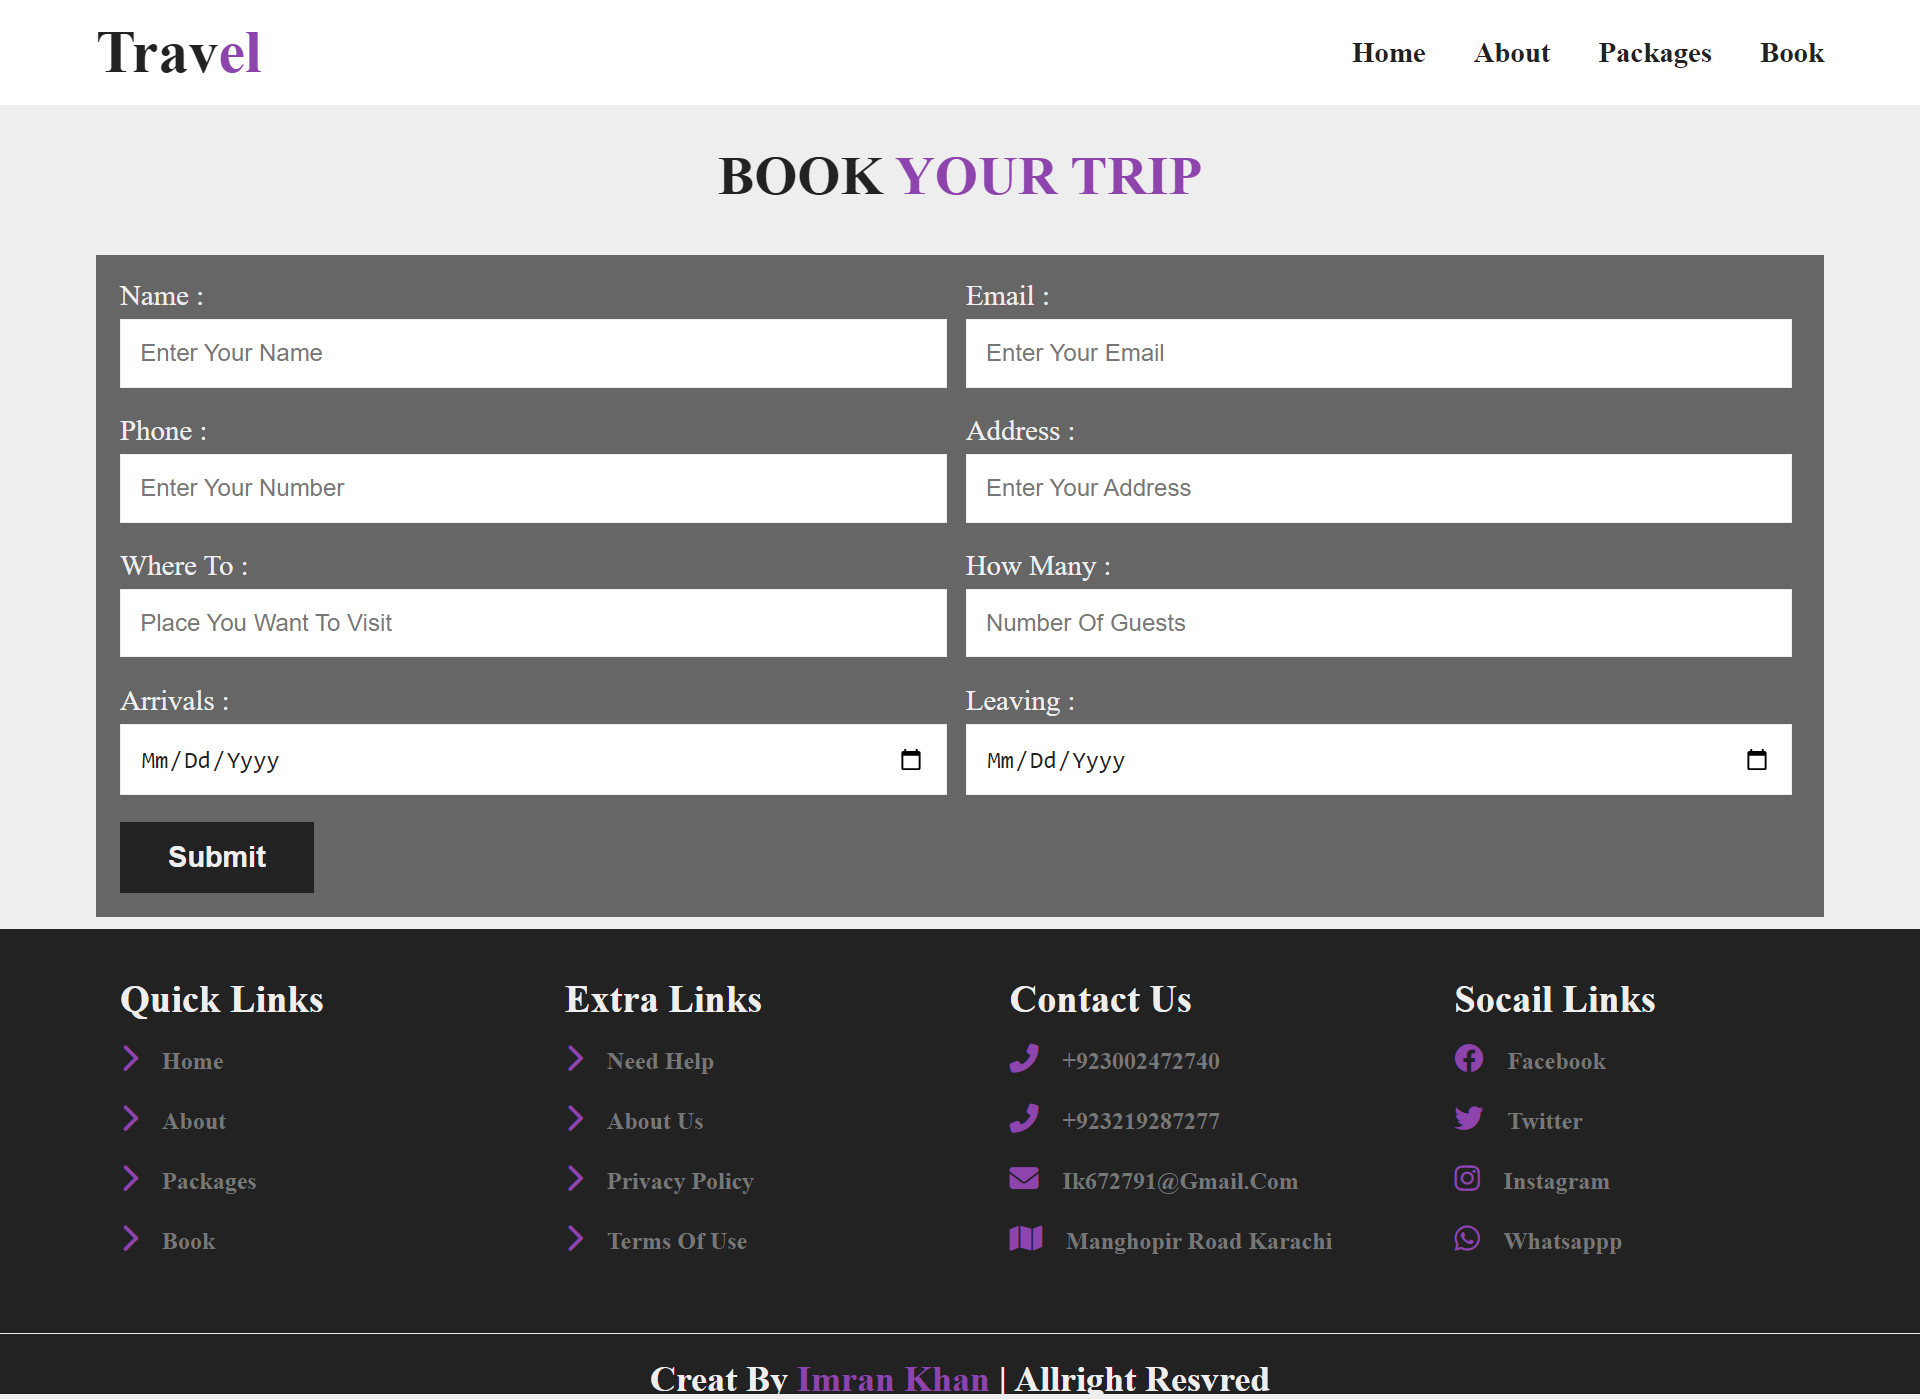 Travel
Home About Packages Book
BOOK YOUR TRIP
Name : Email :
Enter Your Name Enter Your Email
Phone : Address :
Enter Your Number Enter Your Address
Where To : How Many :
Place You Want To Visit Number Of Guests
Arrivals : Leaving :
Mm/Dd/Yyyy Mm/Dd/Yyyy
Submit
Quick Links Extra Links Contact Us Socail Links
Home Need Help +923002472740 Facebook
About About Us +923219287277 Twitter
Packages Privacy Policy Ik672791@Gmail.Com Instagram
Book Terms Of Use Manghopir Road Karachi Whatsappp
Creat By Imran Khan | Allright Resvred